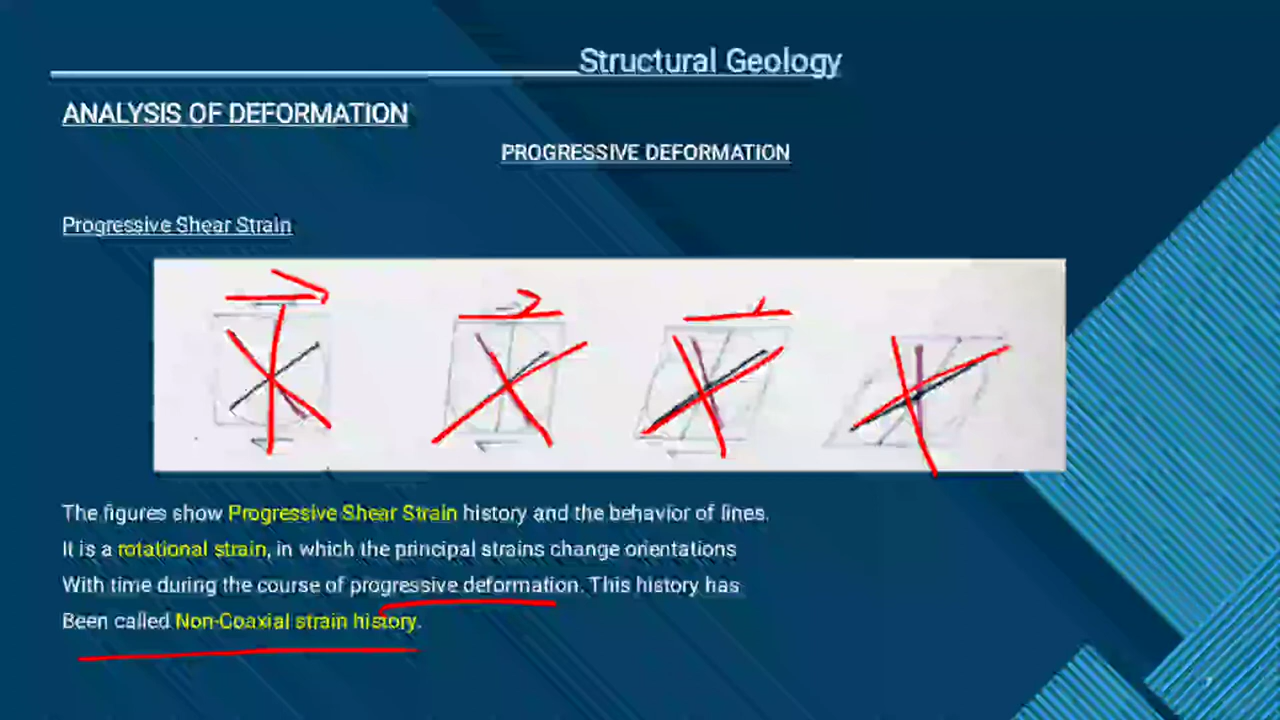 Structural Geology
ANALYSIS OF DEFORMATION
PROGRESSIVE DEFORMATION
Progressive Shear Strain
The figures show Progressive Shear Strain history and the behavior of lines.
It is a rotational strain, in which the principal strains change orientations
With time during the course of progressive deformation. This history has
Been called Non-Coaxial strain history.